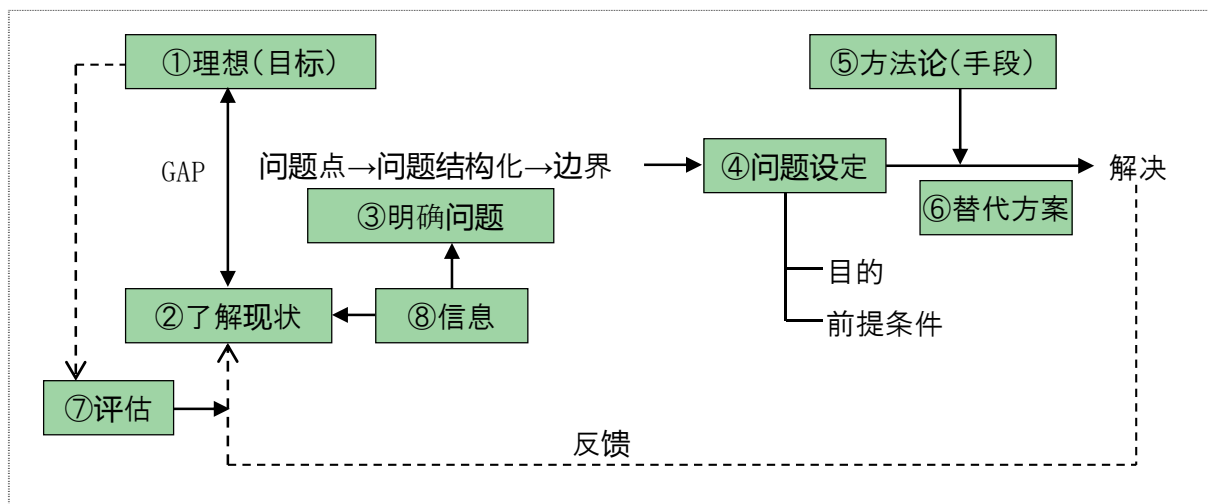 ①理想(目标)
⑤方法论(手段)
GAP
问题点→问题结构化→边界
④问题设定
解决
③明确问题
⑥替代方案
目的
②了解现状
⑧信息
前提条件
⑦评估
反馈